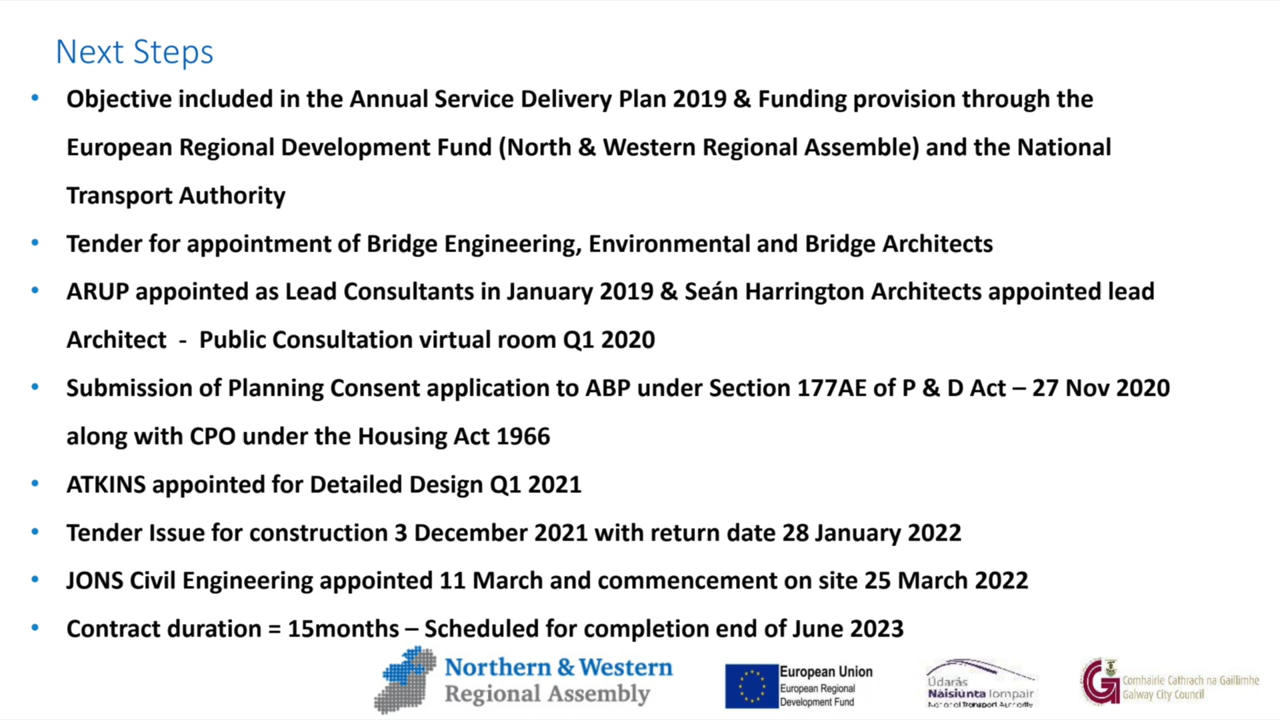 Next Steps
• Objective included in the Annual Service Delivery Plan 2019 & Funding provision through the
European Regional Development Fund (North & Western Regional Assemble) and the National
Transport Authority
• Tender for appointment of Bridge Engineering, Environmental and Bridge Architects
• ARUP appointed as Lead Consultants in January 2019 & Seán Harrington Architects appointed lead
Architect - Public Consultation virtual room Q1 2020
• Submission of Planning Consent application to ABP under Section 177AE of P & D Act – 27 Nov 2020
along with CPO under the Housing Act 1966
• ATKINS appointed for Detailed Design Q1 2021
• Tender Issue for construction 3 December 2021 with return date 28 January 2022
• JONS Civil Engineering appointed 11 March and commencement on site 25 March 2022
• Contract duration = 15months – Scheduled for completion end of June 2023
Northern & Western
Regional Assembly
European Union
European Regional
Development Fund
Údarás
Náisiúnta Iompair
National Transport Authority
Comhairle Cathrach na Gaillimhe
Galway City Council